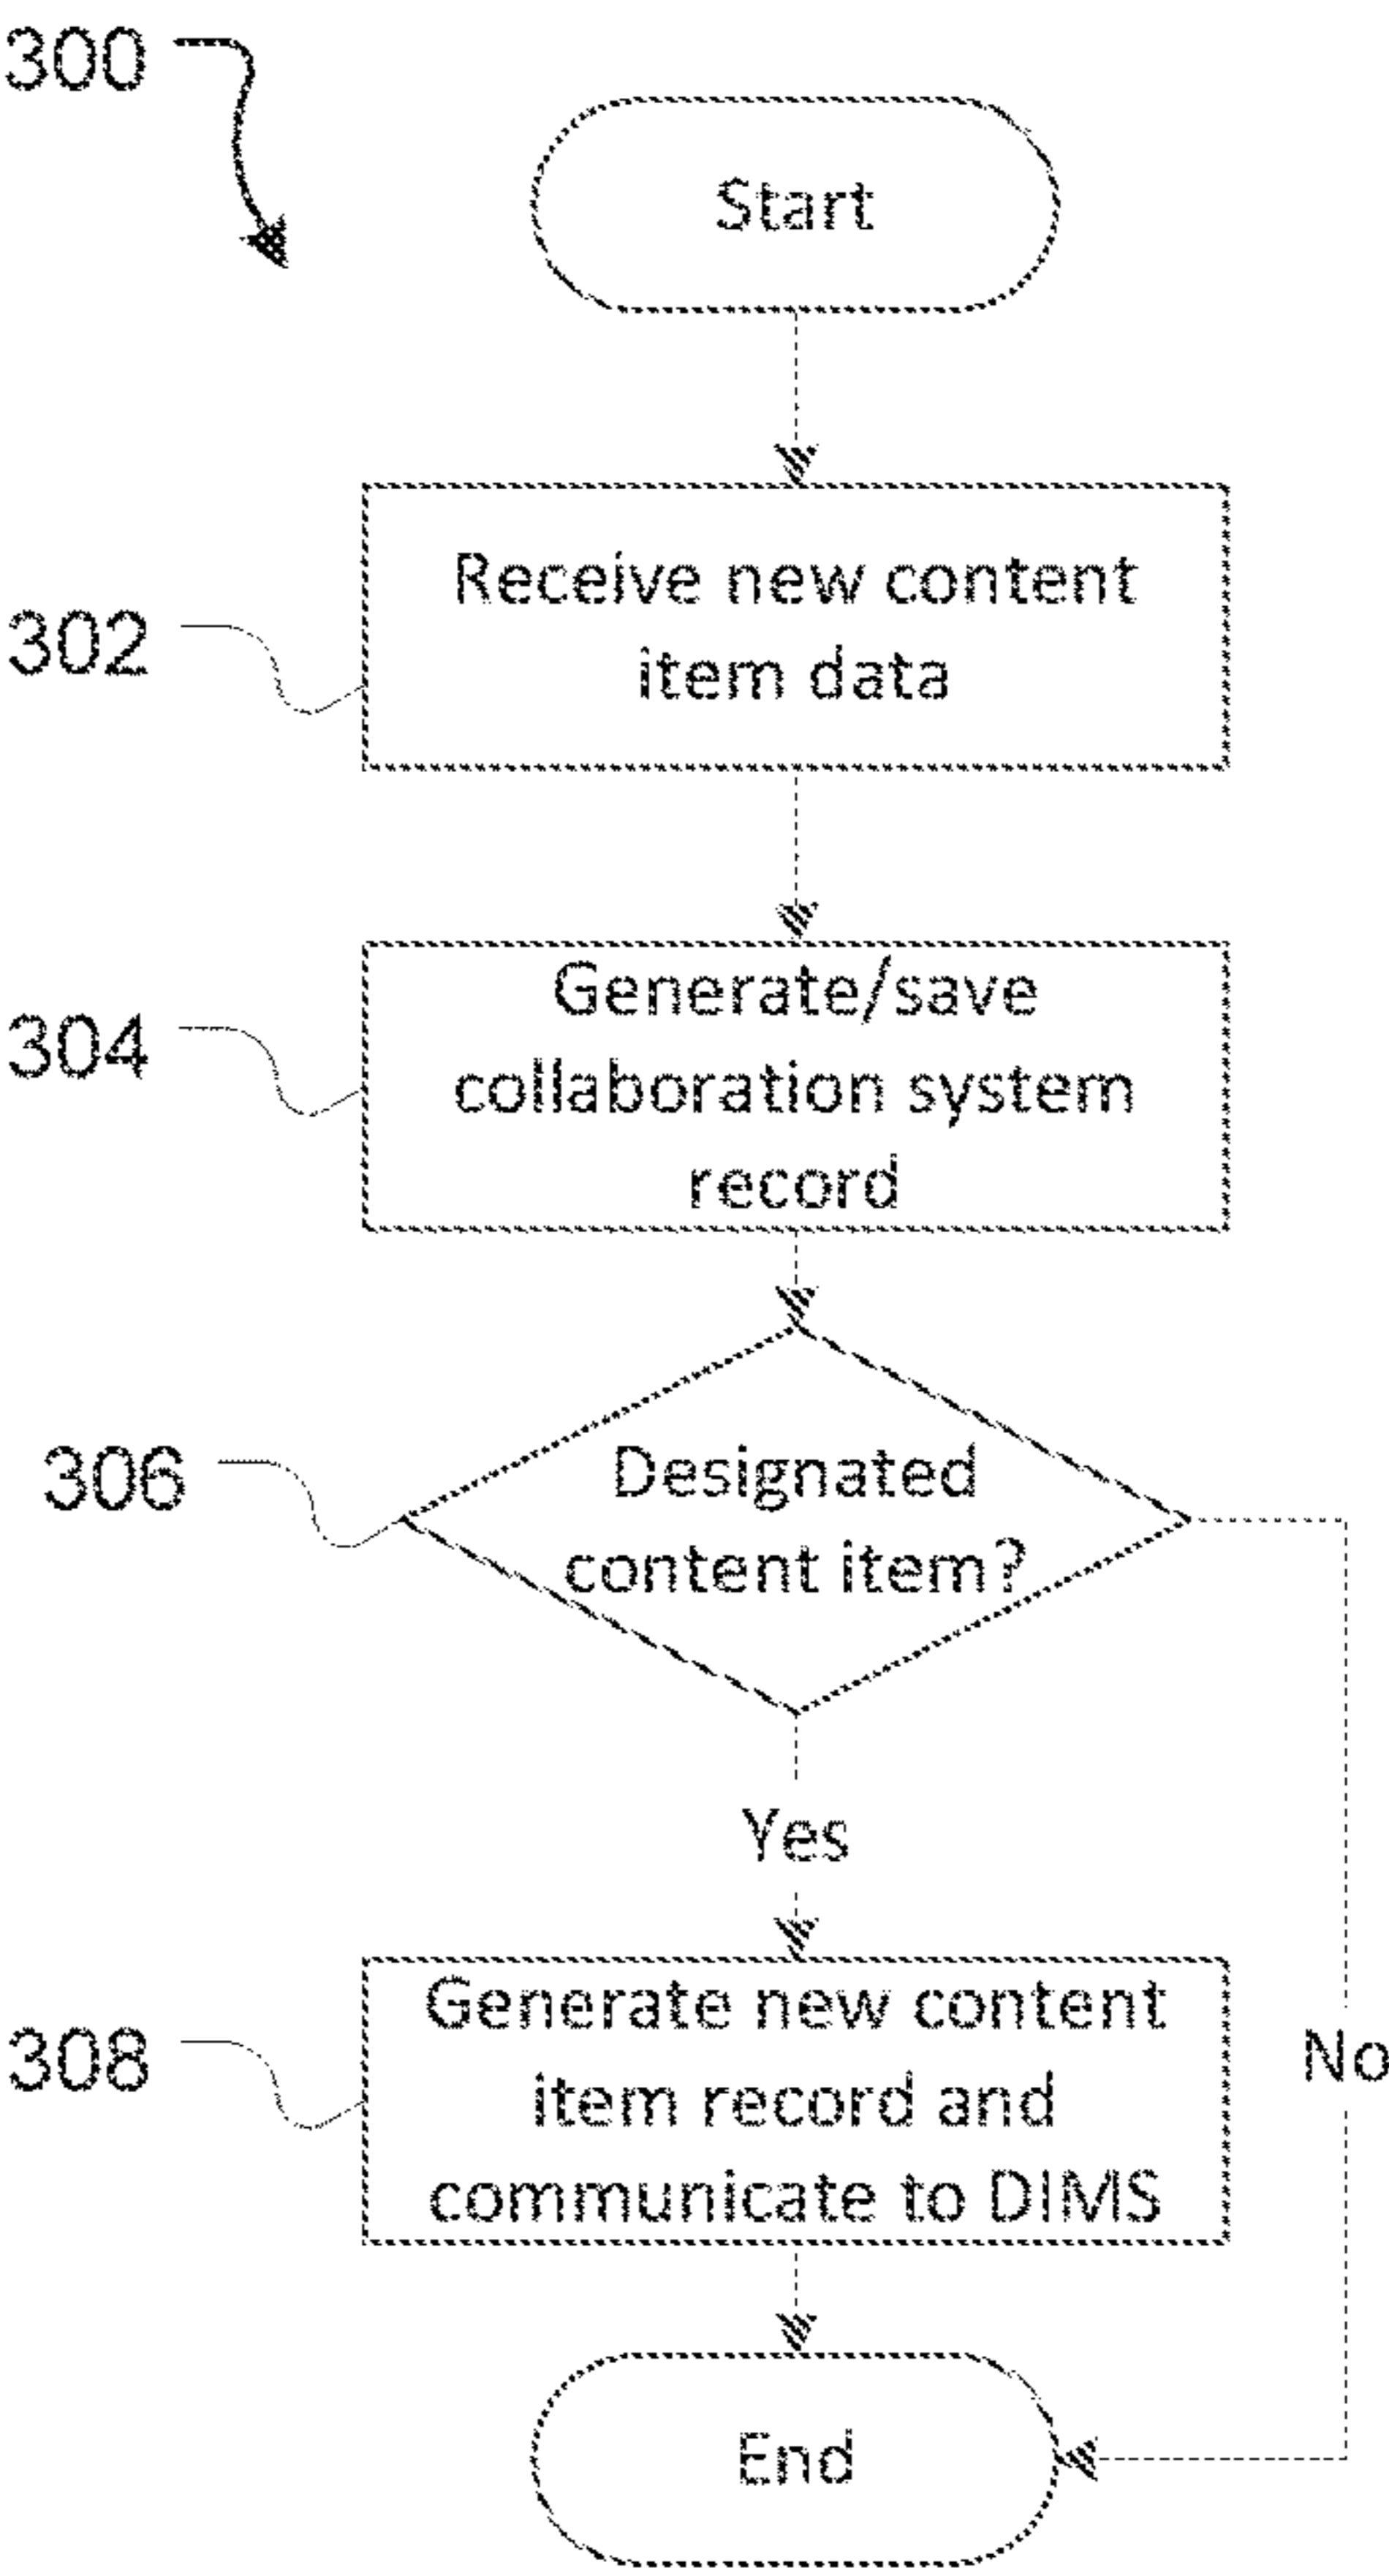 300
Start
302
Receive new content
item data
304
Generate/save
collaboration system
record
306
Designated
content item?
Yes
308
Generate new content
item record and
communicate to DIMS
No
End